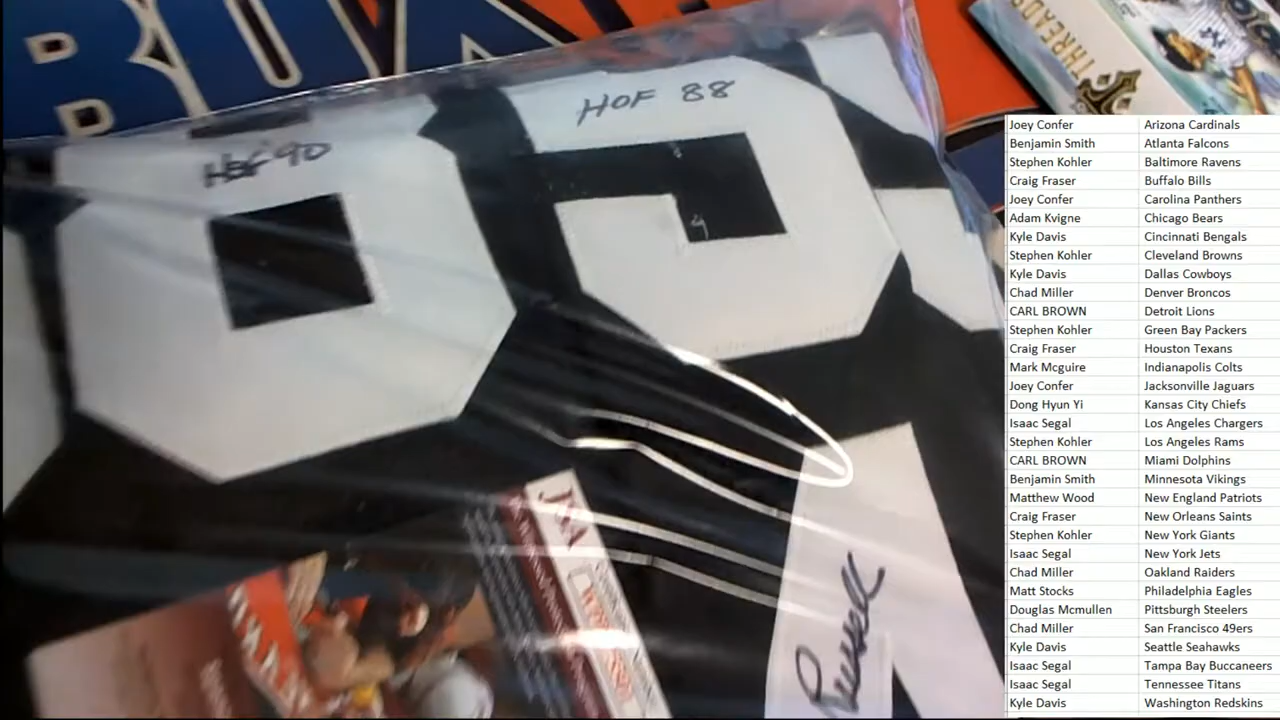 THREADS
HOF 88
HOF 90
JSA
Russell
Joey Confer Arizona Cardinals
Benjamin Smith Atlanta Falcons
Stephen Kohler Baltimore Ravens
Craig Fraser Buffalo Bills
Joey Confer Carolina Panthers
Adam Kvigne Chicago Bears
Kyle Davis Cincinnati Bengals
Stephen Kohler Cleveland Browns
Kyle Davis Dallas Cowboys
Chad Miller Denver Broncos
CARL BROWN Detroit Lions
Stephen Kohler Green Bay Packers
Craig Fraser Houston Texans
Mark Mcguire Indianapolis Colts
Joey Confer Jacksonville Jaguars
Dong Hyun Yi Kansas City Chiefs
Isaac Segal Los Angeles Chargers
Stephen Kohler Los Angeles Rams
CARL BROWN Miami Dolphins
Benjamin Smith Minnesota Vikings
Matthew Wood New England Patriots
Craig Fraser New Orleans Saints
Stephen Kohler New York Giants
Isaac Segal New York Jets
Chad Miller Oakland Raiders
Matt Stocks Philadelphia Eagles
Douglas Mcmullen Pittsburgh Steelers
Chad Miller San Francisco 49ers
Kyle Davis Seattle Seahawks
Isaac Segal Tampa Bay Buccaneers
Isaac Segal Tennessee Titans
Kyle Davis Washington Redskins